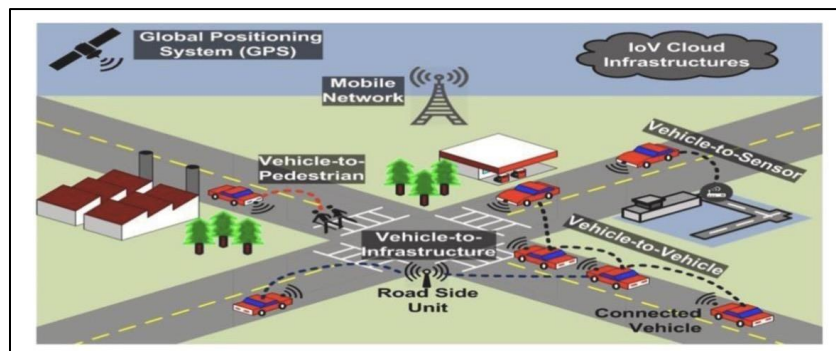 Global Positioning
System (GPS)
IoV Cloud
Infrastructures
Mobile
Network
Vehicle-to-
Pedestrian
Vehicle-to-Sensor
Vehicle-to-
Infrastructure
Vehicle-to-Vehicle
Road Side
Unit
Connected
Vehicle